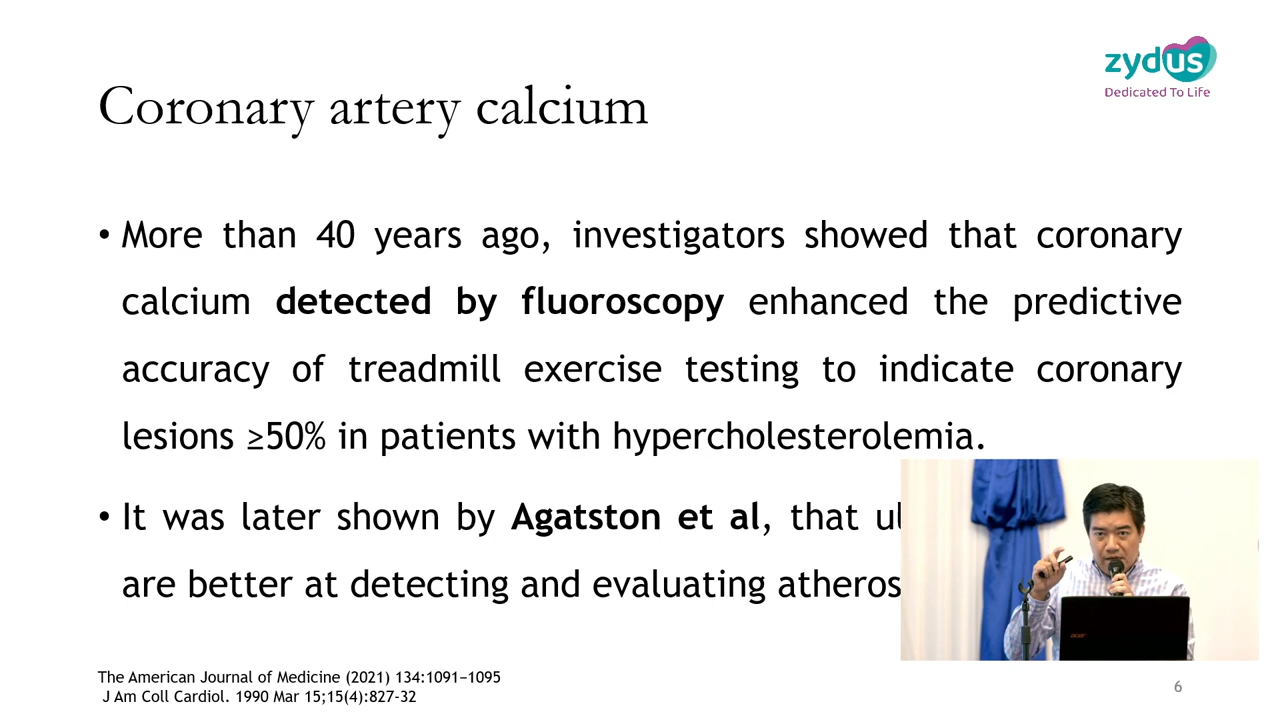 zydus
Dedicated To Life
Coronary artery calcium
• More than 40 years ago, investigators showed that coronary
calcium detected by fluoroscopy enhanced the predictive
accuracy of treadmill exercise testing to indicate coronary
lesions ≥50% in patients with hypercholesterolemia.
• It was later shown by Agatston et al, that
are better at detecting and evaluating
acer
The American Journal of Medicine (2021) 134:1091–1095
J Am Coll Cardiol. 1990 Mar 15;15(4):827-32
6